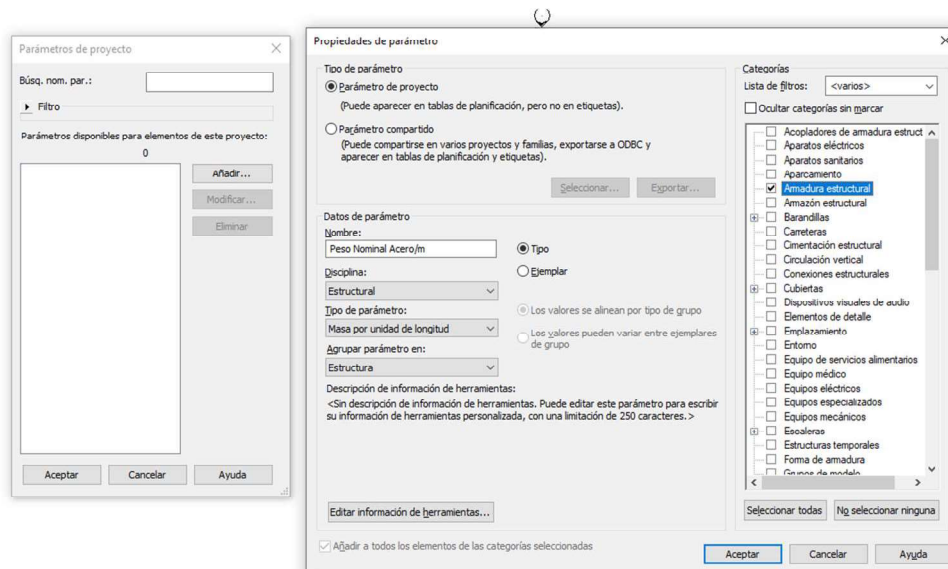 Parámetros de proyecto
Búsq. nom. par.:
Filtro
Parámetros disponibles para elementos de este proyecto:
0
Añadir...
Modificar...
Eliminar
Aceptar
Cancelar
Ayuda
Propiedades de parámetro
Tipo de parámetro
Parámetro de proyecto
(Puede aparecer en tablas de planificación, pero no en etiquetas).
Parámetro compartido
(Puede compartirse en varios proyectos y familias, exportarse a ODBC y
aparecer en tablas de planificación y etiquetas).
Seleccionar...
Exportar...
Datos de parámetro
Nombre:
Peso Nominal Acero/m
Tipo
Disciplina:
Ejemplar
Estructural
Tipo de parámetro:
Los valores se alinean por tipo de grupo
Masa por unidad de longitud
Los valores pueden variar entre ejemplares
de grupo
Agrupar parámetro en:
Estructura
Descripción de información de herramientas:
<Sin descripción de información de herramientas. Puede editar este parámetro para escribir
su información de herramientas personalizada, con una limitación de 250 caracteres.>
Editar información de herramientas...
Añadir a todos los elementos de las categorías seleccionadas
Categorías
Lista de filtros:
<varios>
Ocultar categorías sin marcar
Acopladores de armadura estruct
Aparatos eléctricos
Aparatos sanitarios
Aparcamiento
Armadura estructural
Armazón estructural
Barandillas
Carreteras
Cimentación estructural
Circulación vertical
Conexiones estructurales
Cubiertas
Dispositivos visuales de audio
Elementos de detalle
Emplazamiento
Entorno
Equipo de servicios alimentarios
Equipo médico
Equipos eléctricos
Equipos especializados
Equipos mecánicos
Escaleras
Estructuras temporales
Forma de armadura
Grupos de modelo
Seleccionar todas
No seleccionar ninguna
Aceptar
Cancelar
Ayuda